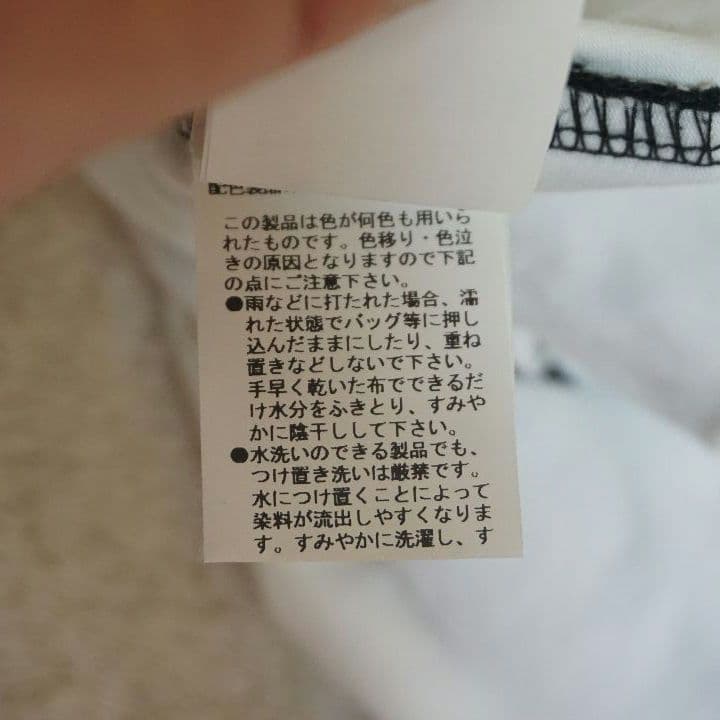 この製品は色が何色も用いら
れたものです。色移り・色泣
きの原因となりますので下記
の点にご注意下さい。
●雨などに打たれた場合、濡
れた状態でバッグ等に押し
込んだままにしたり、重ね
置きなどしないで下さい。
手早く乾いた布でできるだ
け水分をふきとり、すみや
かに陰干しして下さい。
●水洗いのできる製品でも、
つけ置き洗いは厳禁です。
水につけ置くことによって
染料が流出しやすくなりま
す。すみやかに洗濯し、す